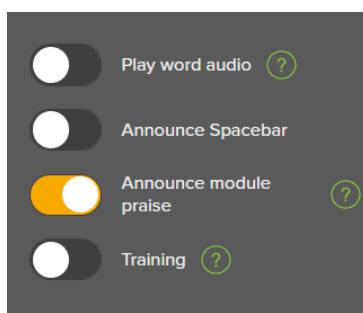 Play word audio ?
Announce Spacebar
Announce module
praise ?
Training ?